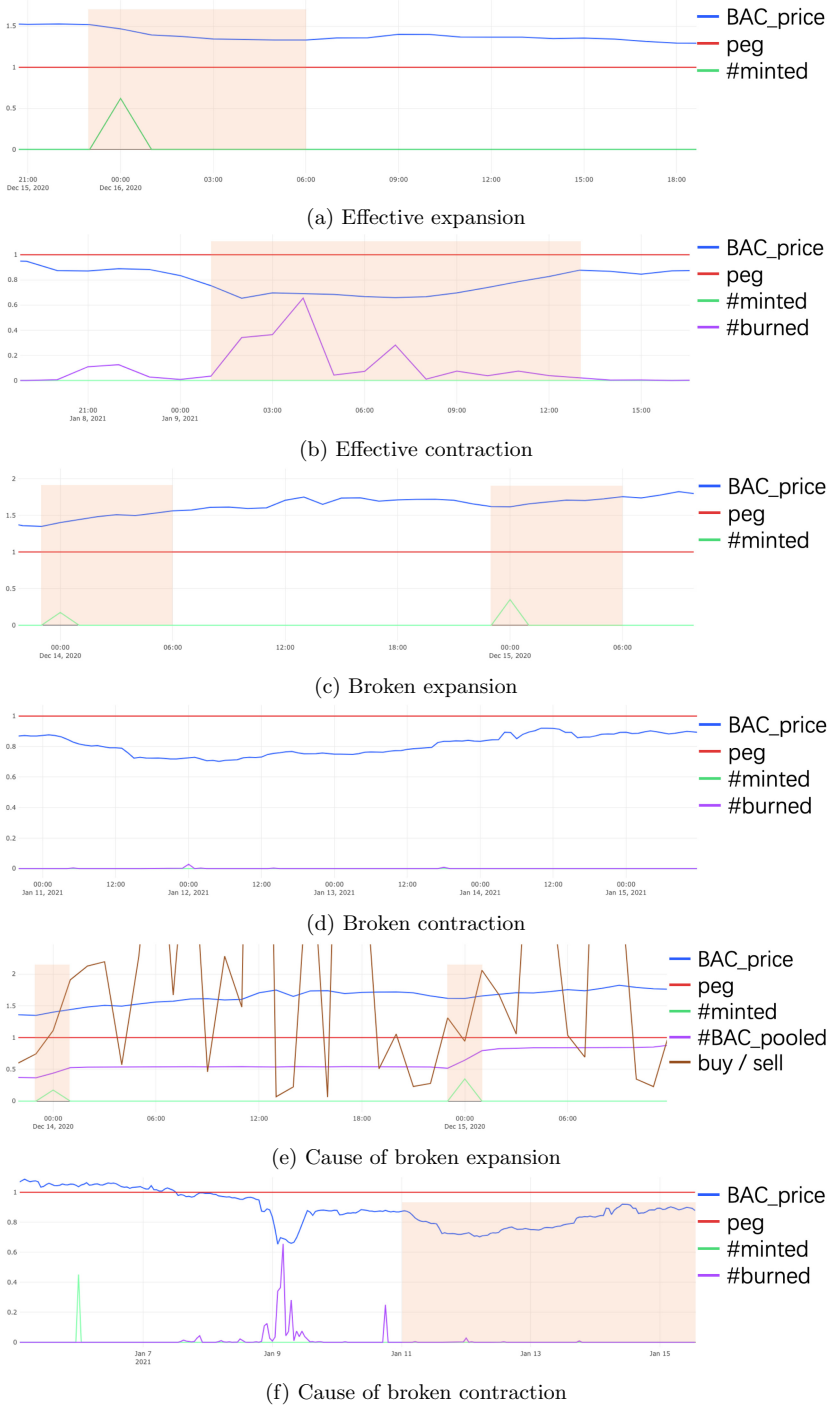 1.5
1
0.5
0
21:00
Dec 15, 2020
00:00
Dec 16, 2020
03:00
06:00
09:00
12:00
15:00
18:00
BAC_price
peg
#minted
(a) Effective expansion
1
0.8
0.6
0.4
0.2
0
21:00
Jan 8, 2021
00:00
Jan 9, 2021
03:00
06:00
09:00
12:00
15:00
BAC_price
peg
#minted
#burned
(b) Effective contraction
2
1.5
1
0.5
0
00:00
Dec 14, 2020
06:00
12:00
18:00
00:00
Dec 15, 2020
06:00
BAC_price
peg
#minted
(c) Broken expansion
1
0.8
0.6
0.4
0.2
0
00:00
Jan 11, 2021
12:00
00:00
Jan 12, 2021
12:00
00:00
Jan 13, 2021
12:00
00:00
Jan 14, 2021
12:00
00:00
Jan 15, 2021
BAC_price
peg
#minted
#burned
(d) Broken contraction
2
1.5
1
0.5
0
00:00
Dec 14, 2020
06:00
12:00
18:00
00:00
Dec 15, 2020
06:00
BAC_price
peg
#minted
#BAC_pooled
buy / sell
(e) Cause of broken expansion
1
0.8
0.6
0.4
0.2
0
Jan 7
2021
Jan 9
Jan 11
Jan 13
Jan 15
BAC_price
peg
#minted
#burned
(f) Cause of broken contraction